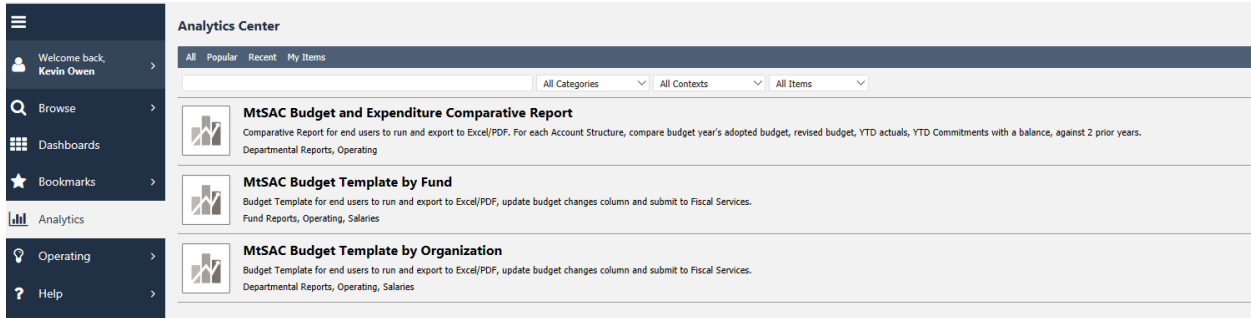 Analytics Center
Welcome back,
Kevin Owen
All Popular Recent My Items
All Categories All Contexts All Items
Browse
Dashboards
Bookmarks
Analytics
Operating
? Help
MtSAC Budget and Expenditure Comparative Report
Comparative Report for end users to run and export to Excel/PDF. For each Account Structure, compare budget year's adopted budget, revised budget, YTD actuals, YTD Commitments with a balance, against 2 prior years.
Departmental Reports, Operating
MtSAC Budget Template by Fund
Budget Template for end users to run and export to Excel/PDF, update budget changes column and submit to Fiscal Services.
Fund Reports, Operating, Salaries
MtSAC Budget Template by Organization
Budget Template for end users to run and export to Excel/PDF, update budget changes column and submit to Fiscal Services.
Departmental Reports, Operating, Salaries